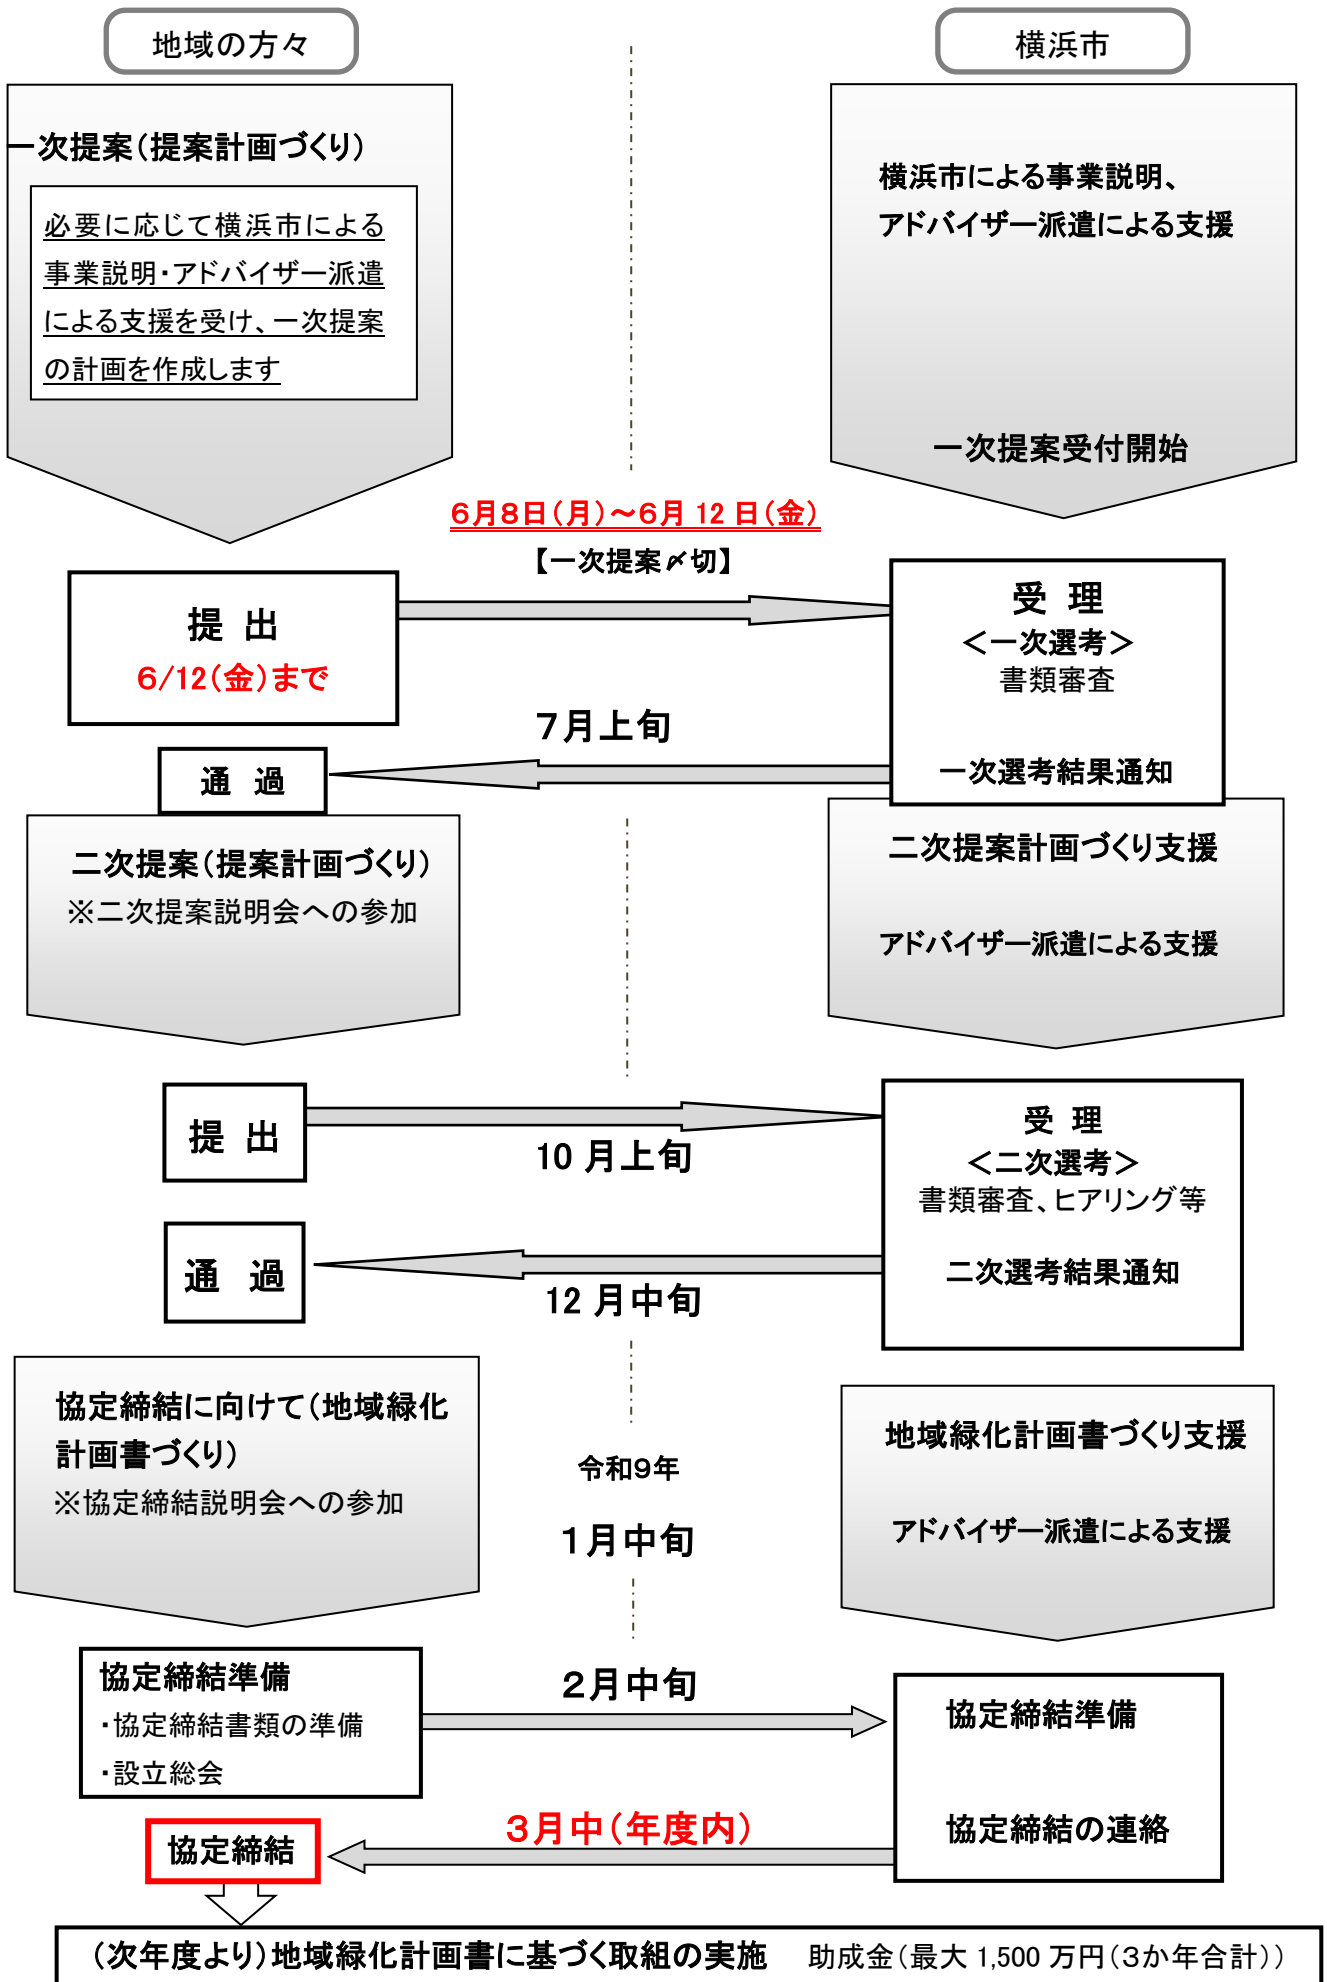 地域の方々
横浜市
一次提案（提案計画づくり）
必要に応じて横浜市による
事業説明・アドバイザー派遣
による支援を受け、一次提案
の計画を作成します
横浜市による事業説明、
アドバイザー派遣による支援
一次提案受付開始
６月８日（月）～６月 12 日（金）
【一次提案〆切】
提 出
６/12（金）まで
受 理
＜一次選考＞
書類審査
一次選考結果通知
７月上旬
通 過
二次提案（提案計画づくり）
※二次提案説明会への参加
二次提案計画づくり支援
アドバイザー派遣による支援
提 出
10 月上旬
受 理
＜二次選考＞
書類審査、ヒアリング等
二次選考結果通知
通 過
12 月中旬
協定締結に向けて（地域緑化
計画書づくり）
※協定締結説明会への参加
令和９年
１月中旬
地域緑化計画書づくり支援
アドバイザー派遣による支援
協定締結準備
・協定締結書類の準備
・設立総会
２月中旬
協定締結準備
協定締結の連絡
３月中（年度内）
協定締結
（次年度より）地域緑化計画書に基づく取組の実施 助成金（最大 1,500 万円（３か年合計））